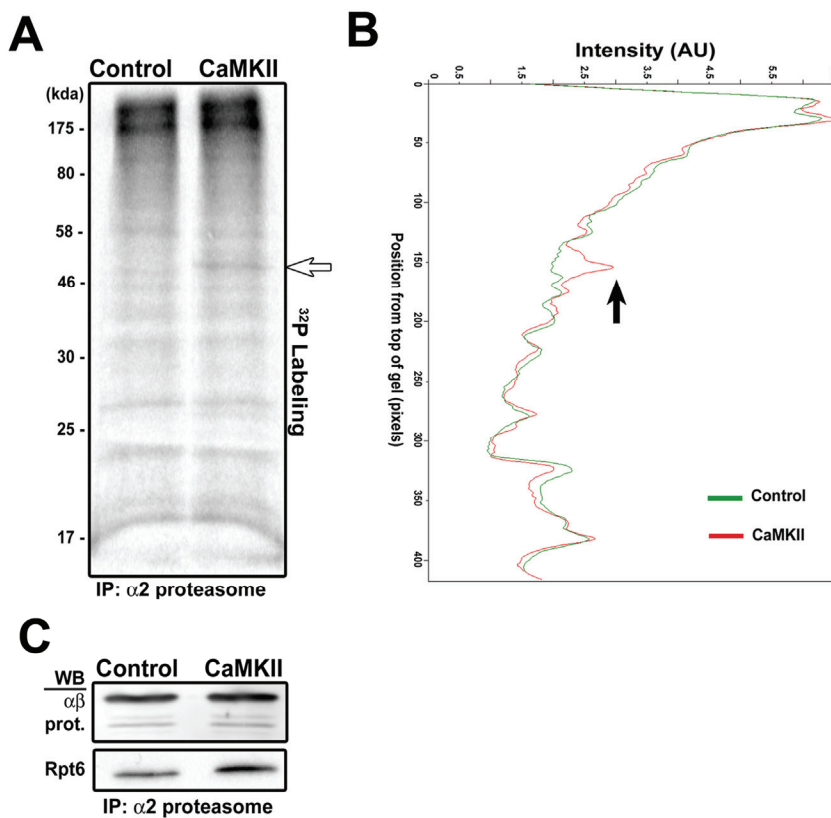 A
Control CaMKII
(kda)
175 -
80 -
58 -
46 -
30 -
25 -
17 -
32P Labeling
IP: α2 proteasome
B
Intensity (AU)
0 0.5 1.5 2.5 3.5 4.5 5.5
0
50
100
150
200
250
300
350
400
Position from top of gel (pixels)
Control
CaMKII
C
Control CaMKII
WB
αβ
prot.
Rpt6
IP: α2 proteasome